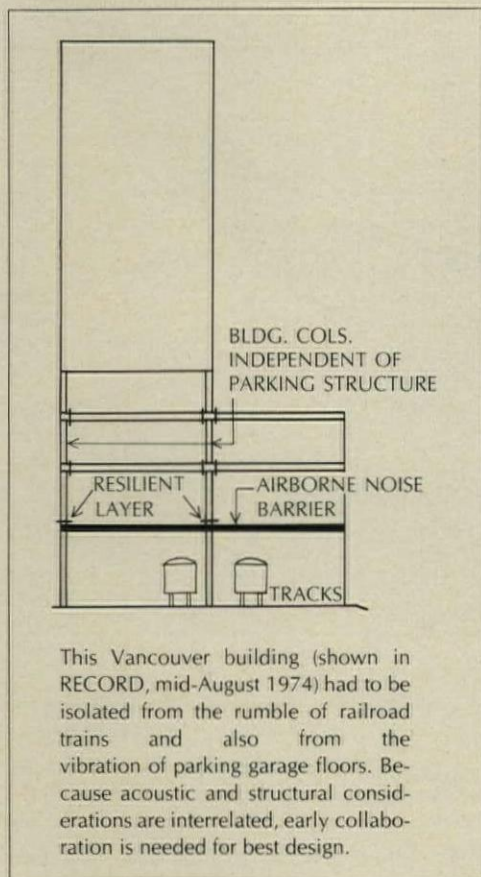 BLDG. COLS.
INDEPENDENT OF
PARKING STRUCTURE
RESILIENT
LAYER
AIRBORNE NOISE
BARRIER
TRACKS
This Vancouver building (shown in
RECORD, mid-August 1974) had to be
isolated from the rumble of railroad
trains and also from the
vibration of parking garage floors. Be-
cause acoustic and structural consid-
erations are interrelated, early collabo-
ration is needed for best design.